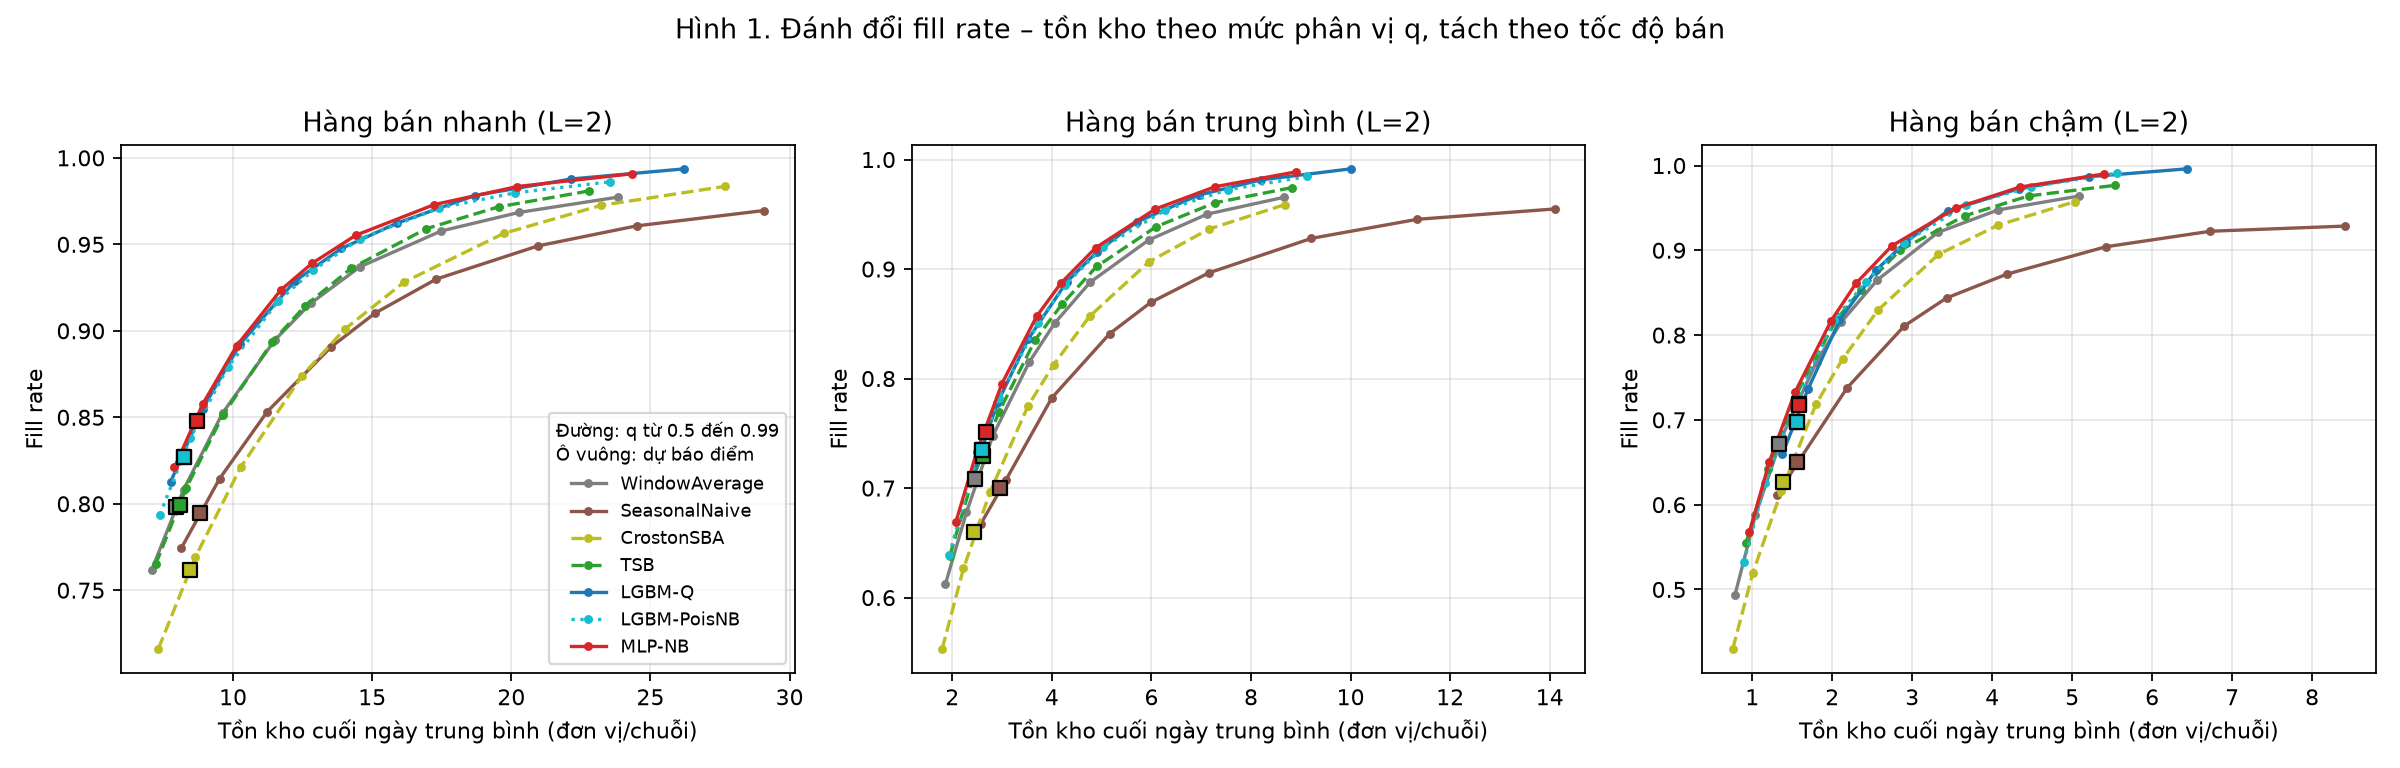 Hình 1. Đánh đổi fill rate – tồn kho theo mức phân vị q, tách theo tốc độ bán
Hàng bán nhanh (L=2)
Fill rate
1.00
0.95
0.90
0.85
0.80
0.75
Đường: q từ 0.5 đến 0.99
Ô vuông: dự báo điểm
WindowAverage
SeasonalNaive
CrostonSBA
TSB
LGBM-Q
LGBM-PoisNB
MLP-NB
10 15 20 25 30
Tồn kho cuối ngày trung bình (đơn vị/chuỗi)
Hàng bán trung bình (L=2)
Fill rate
1.0
0.9
0.8
0.7
0.6
2 4 6 8 10 12 14
Tồn kho cuối ngày trung bình (đơn vị/chuỗi)
Hàng bán chậm (L=2)
Fill rate
1.0
0.9
0.8
0.7
0.6
0.5
1 2 3 4 5 6 7 8
Tồn kho cuối ngày trung bình (đơn vị/chuỗi)